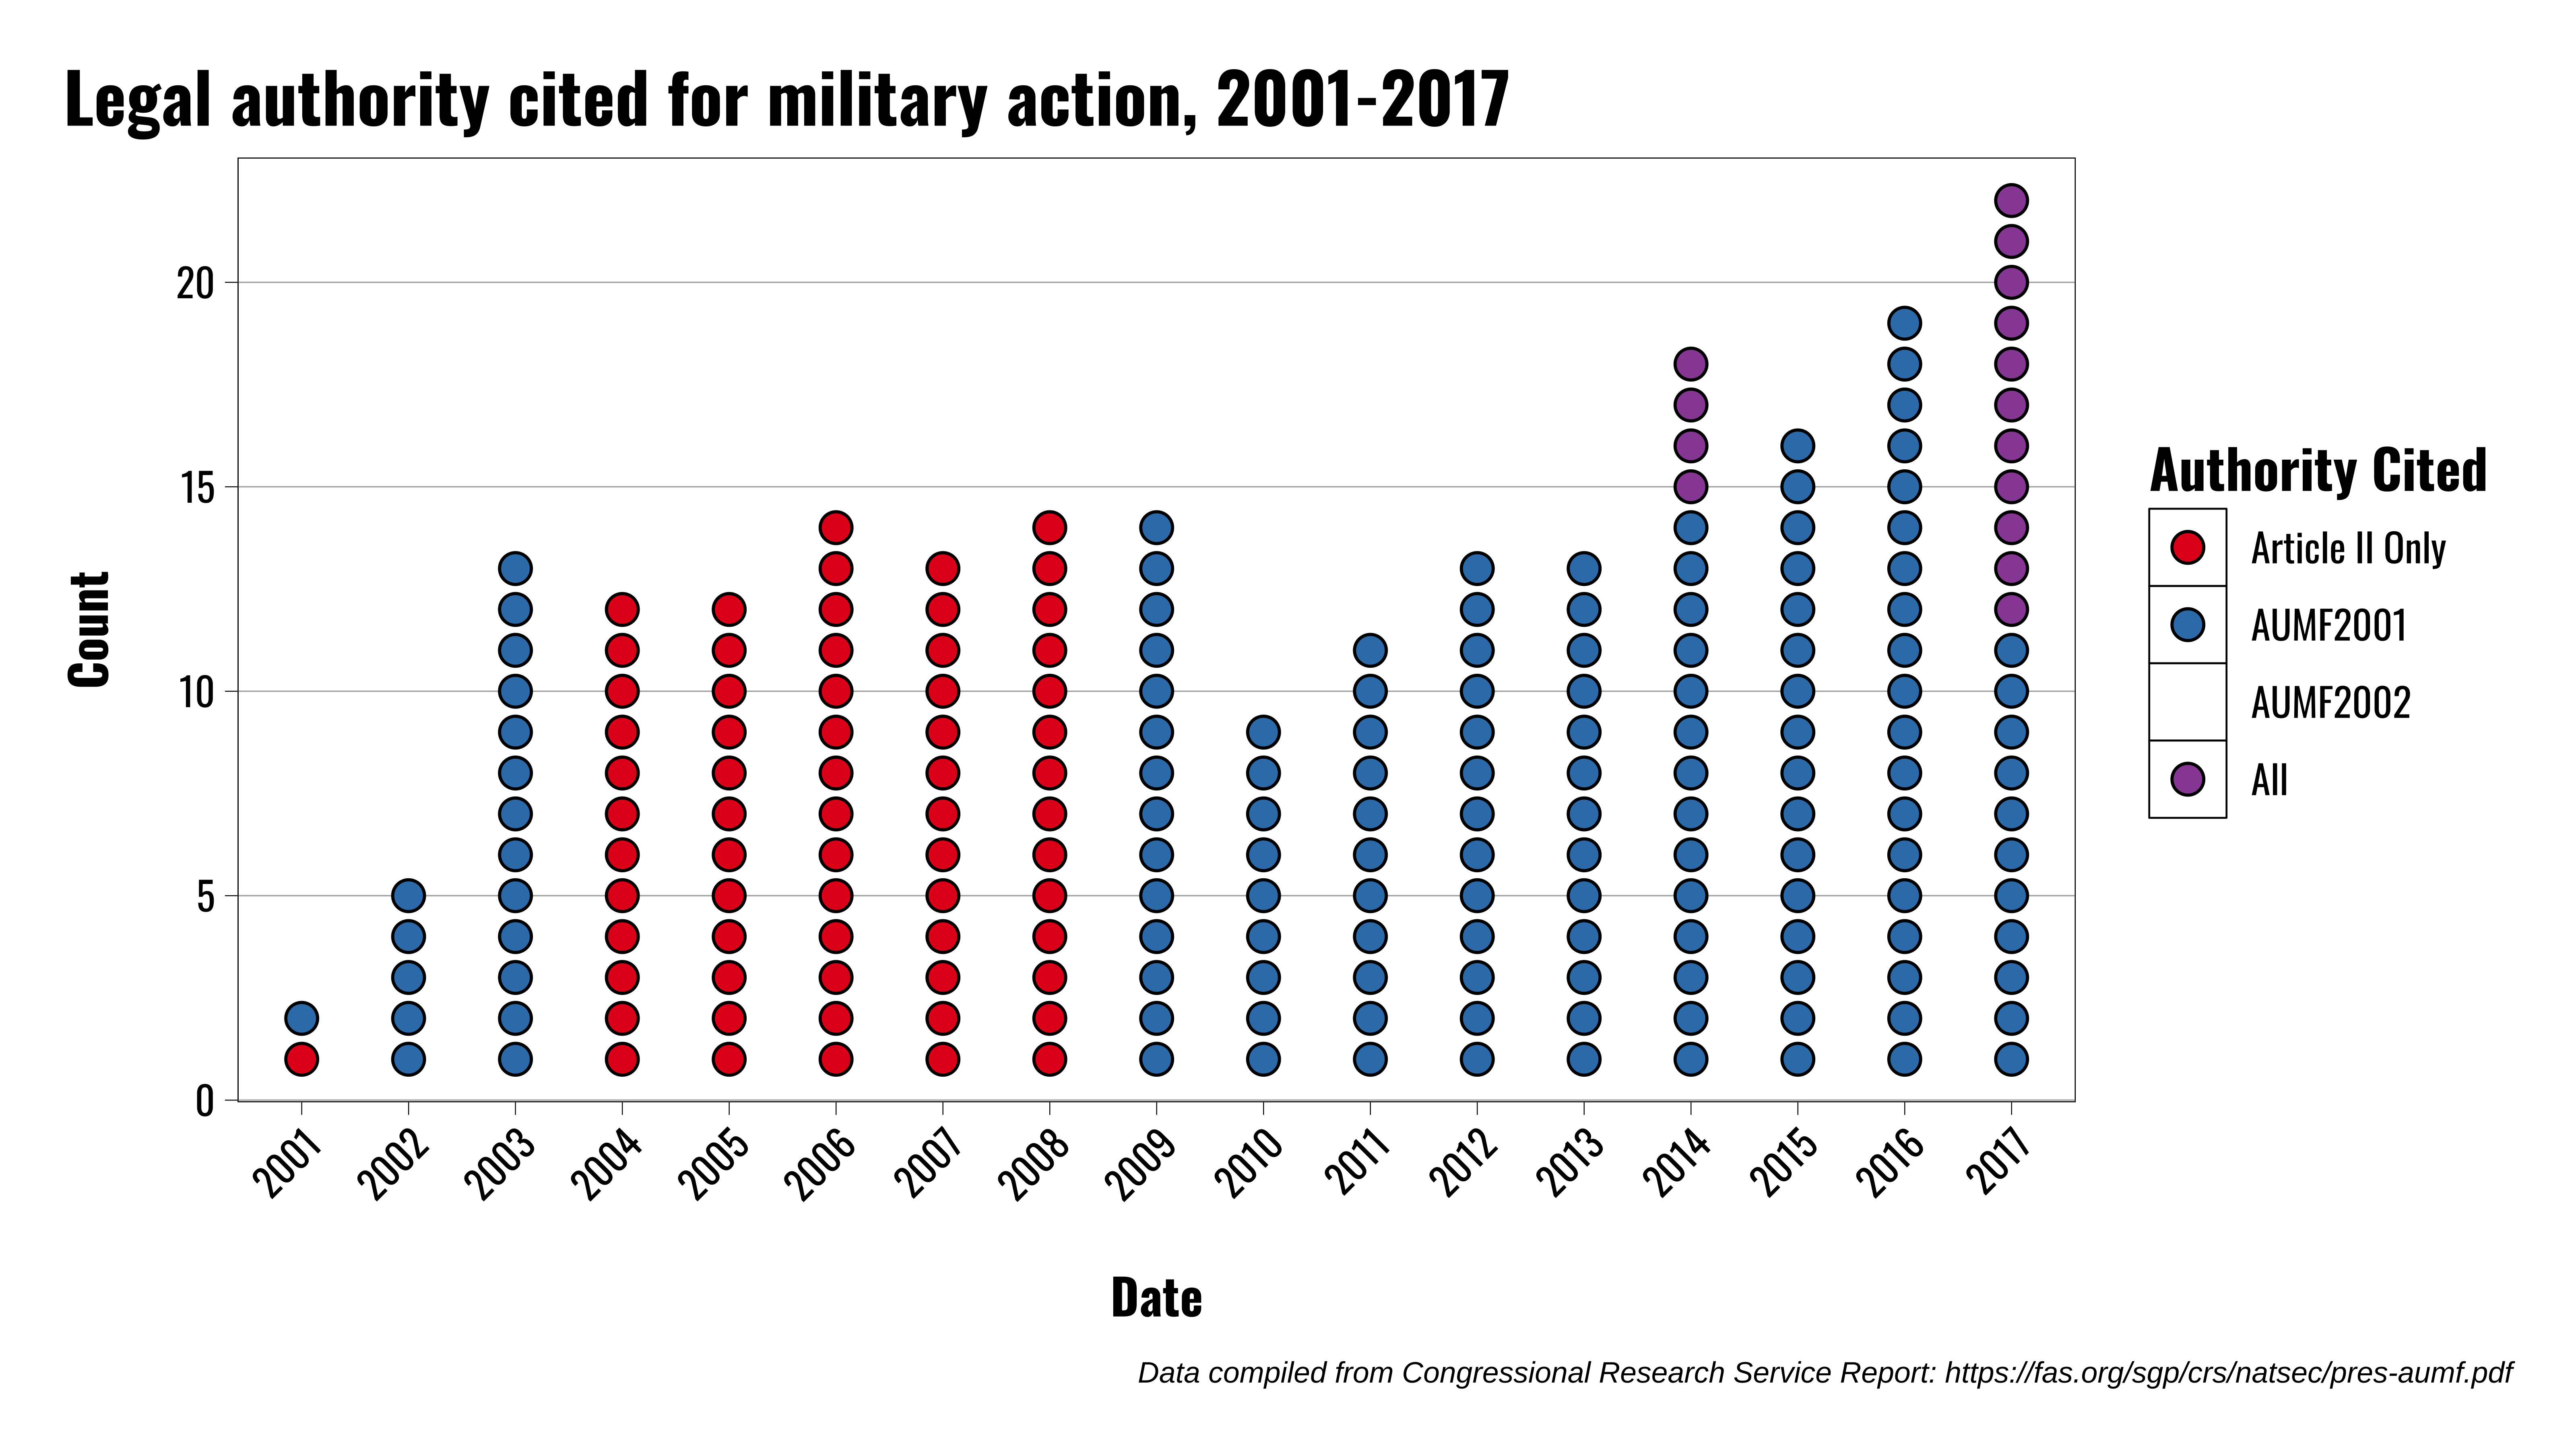 Legal authority cited for military action, 2001-2017
Count
20
15
10
5
0
2001 2002 2003 2004 2005 2006 2007 2008 2009 2010 2011 2012 2013 2014 2015 2016 2017
Date
Authority Cited
Article II Only
AUMF2001
AUMF2002
All
Data compiled from Congressional Research Service Report: https://fas.org/sgp/crs/natsec/pres-aumf.pdf